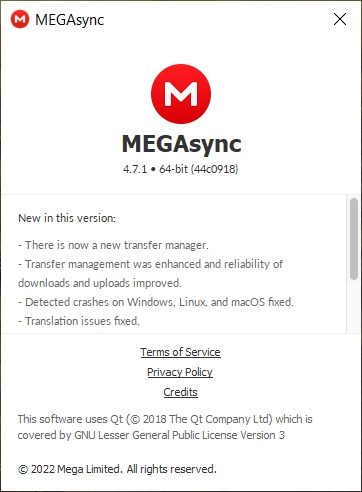 MEGAsync
MEGAsync
4.7.1 • 64-bit (44c0918)
New in this version:
- There is now a new transfer manager.
- Transfer management was enhanced and reliability of
downloads and uploads improved.
- Detected crashes on Windows, Linux, and macOS fixed.
- Translation issues fixed.
Terms of Service
Privacy Policy
Credits
This software uses Qt (© 2018 The Qt Company Ltd) which is
covered by GNU Lesser General Public License Version 3
© 2022 Mega Limited. All rights reserved.